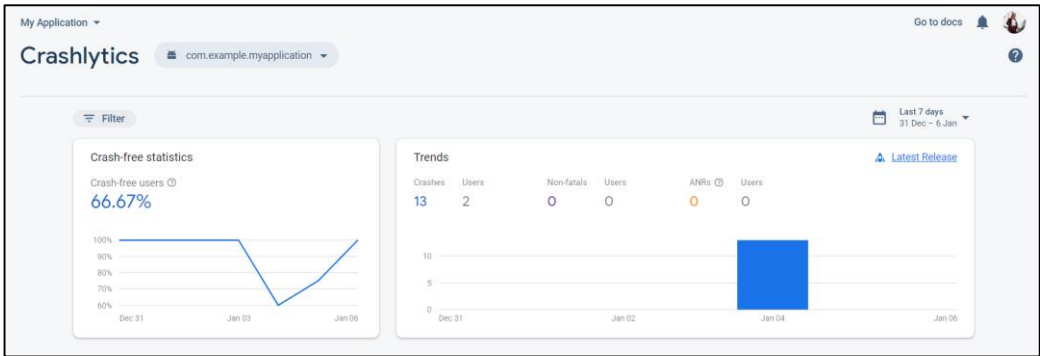 My Application
Go to docs
Crashlytics
com.example.myapplication
Filter
Last 7 days
31 Dec – 6 Jan
Crash-free statistics
Crash-free users
66.67%
100%
90%
80%
70%
60%
Dec 31 Jan 03 Jan 06
Trends
Latest Release
Crashes Users Non-fatals Users ANRs Users
13 2 0 0 0 0
10
5
0
Dec 31 Jan 02 Jan 04 Jan 06